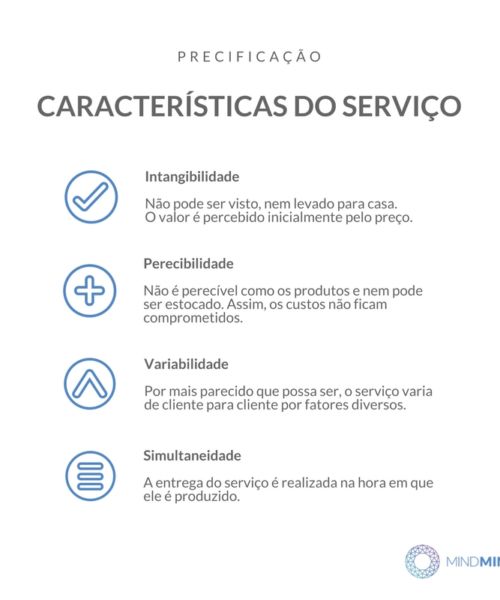 PRECIFICAÇÃO
CARACTERÍSTICAS DO SERVIÇO
Intangibilidade
Não pode ser visto, nem levado para casa.
O valor é percebido inicialmente pelo preço.
Perecibilidade
Não é perecível como os produtos e nem pode
ser estocado. Assim, os custos não ficam
comprometidos.
Variabilidade
Por mais parecido que possa ser, o serviço varia
de cliente para cliente por fatores diversos.
Simultaneidade
A entrega do serviço é realizada na hora em que
ele é produzido.
MINDMIN